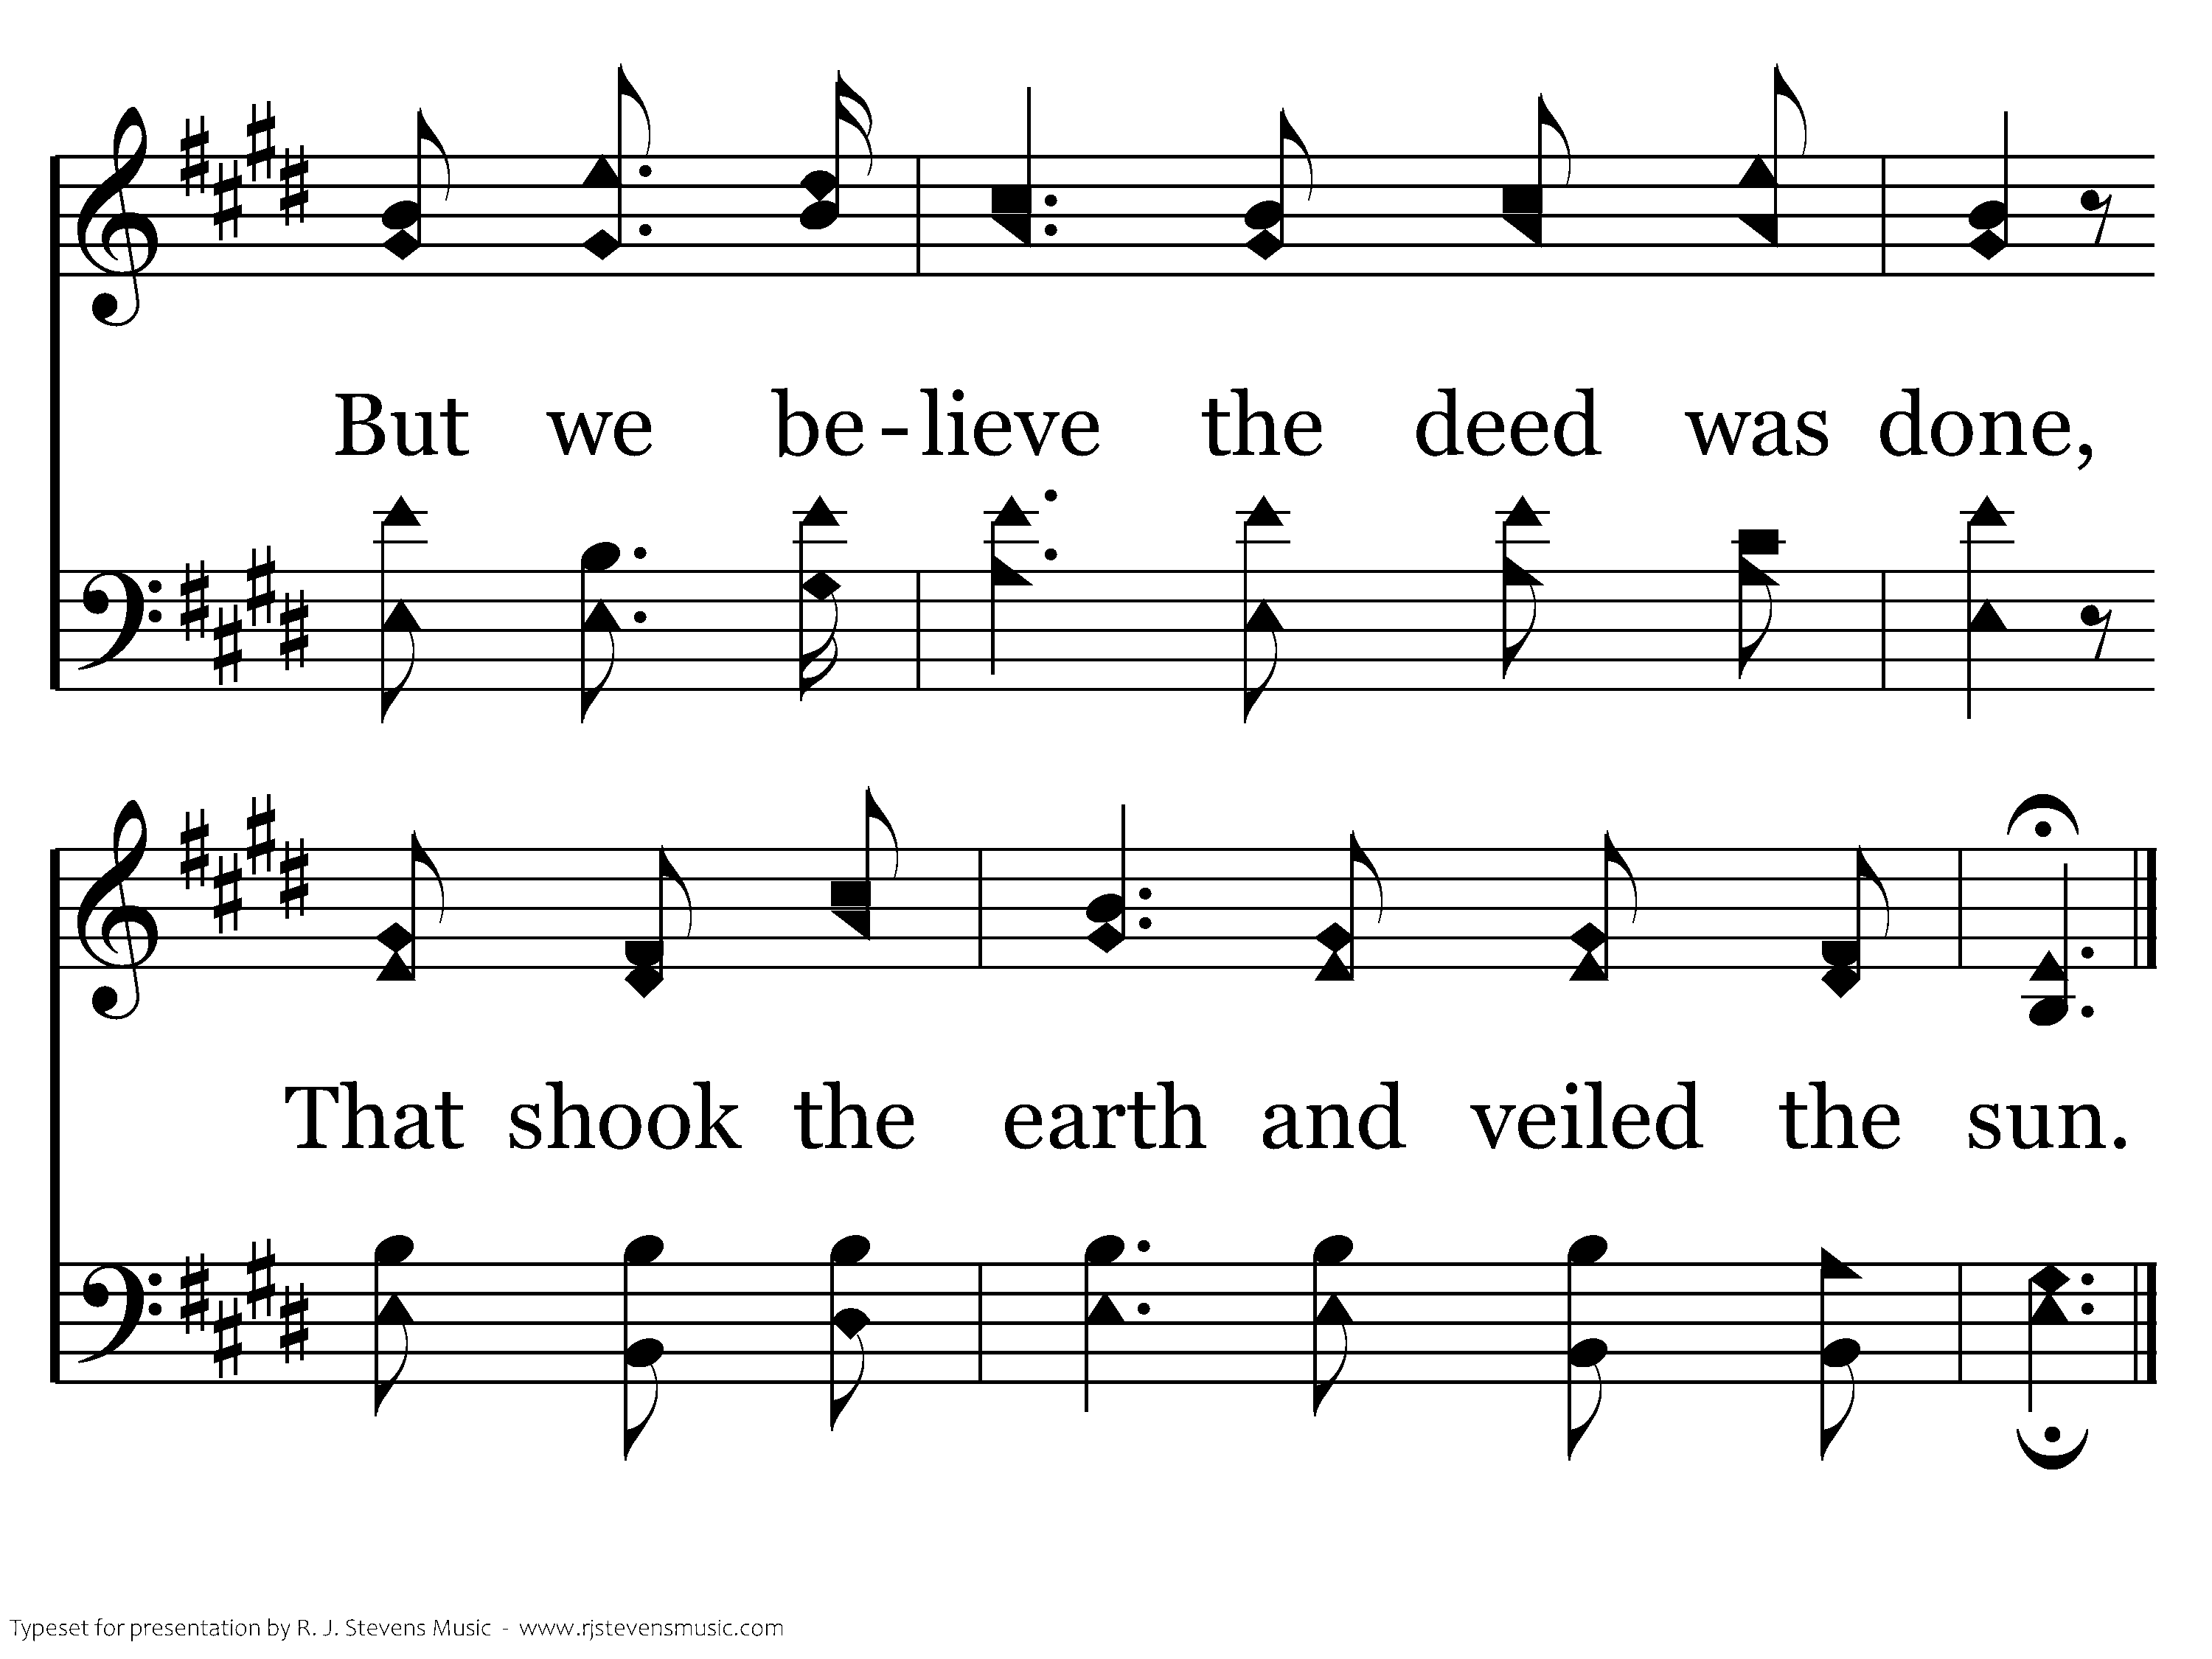 But we be - lieve the deed was done,
That shook the earth and veiled the sun.
Typeset for presentation by R. J. Stevens Music - www.rjstevensmusic.com